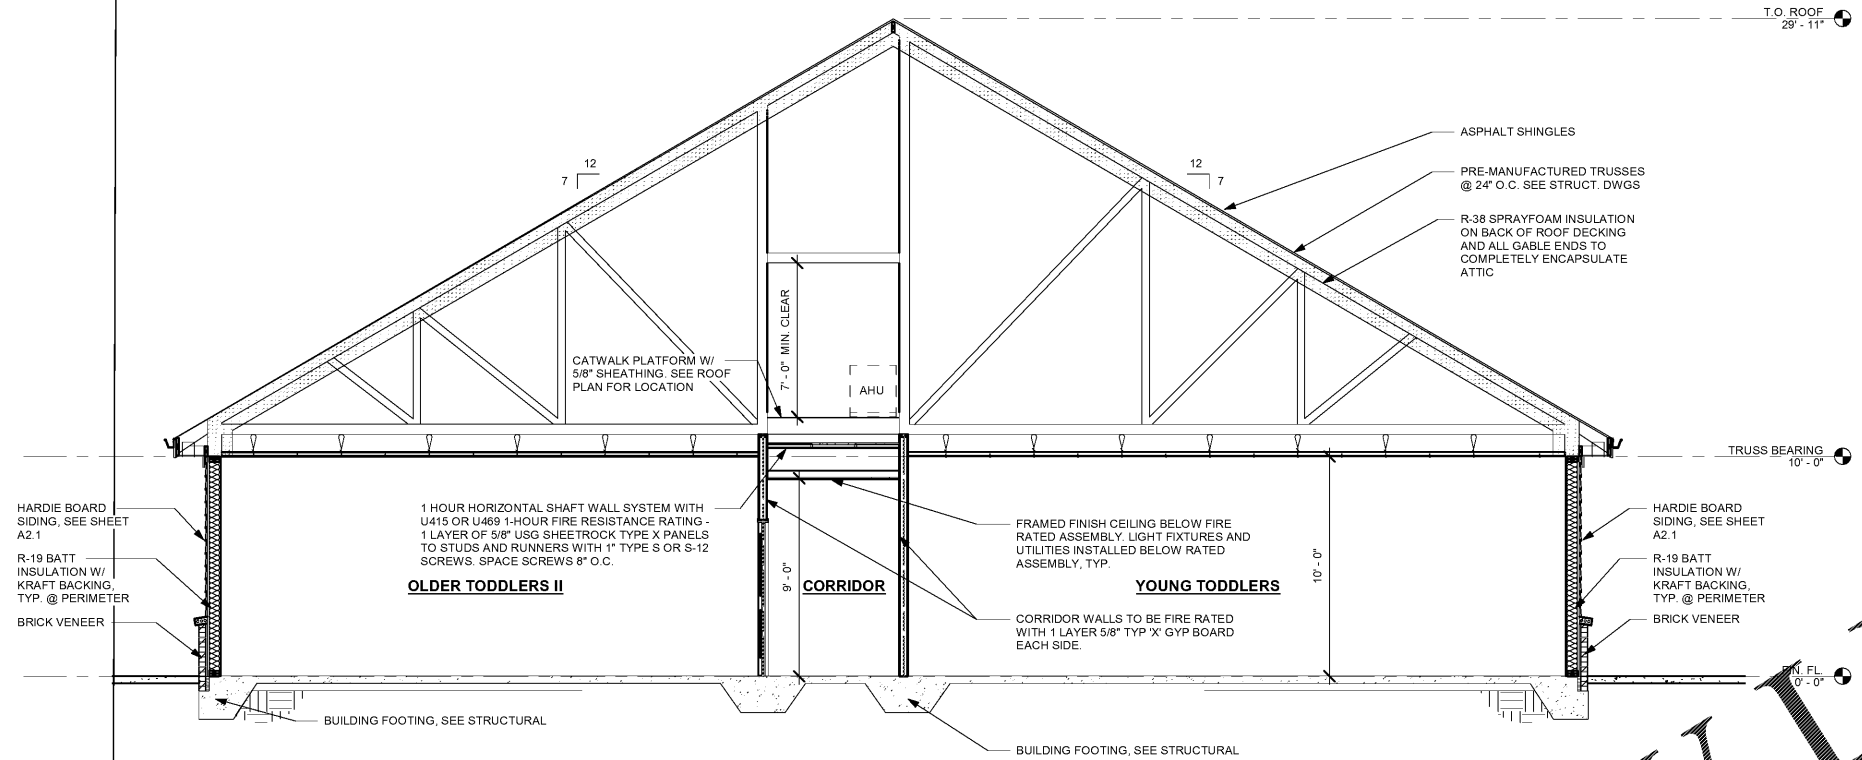 T.O. ROOF
29' - 11"
12
7
12
7
ASPHALT SHINGLES
PRE-MANUFACTURED TRUSSES
@ 24" O.C. SEE STRUCT. DWGS
R-38 SPRAYFOAM INSULATION
ON BACK OF ROOF DECKING
AND ALL GABLE ENDS TO
COMPLETELY ENCAPSULATE
ATTIC
7' - 0" MIN. CLEAR
CATWALK PLATFORM W/
5/8" SHEATHING. SEE ROOF
PLAN FOR LOCATION
AHU
TRUSS BEARING
10' - 0"
HARDIE BOARD
SIDING, SEE SHEET
A2.1
R-19 BATT
INSULATION W/
KRAFT BACKING,
TYP. @ PERIMETER
BRICK VENEER
1 HOUR HORIZONTAL SHAFT WALL SYSTEM WITH
U415 OR U469 1-HOUR FIRE RESISTANCE RATING -
1 LAYER OF 5/8" USG SHEETROCK TYPE X PANELS
TO STUDS AND RUNNERS WITH 1" TYPE S OR S-12
SCREWS. SPACE SCREWS 8" O.C.
OLDER TODDLERS II
9' - 0"
CORRIDOR
FRAMED FINISH CEILING BELOW FIRE
RATED ASSEMBLY. LIGHT FIXTURES AND
UTILITIES INSTALLED BELOW RATED
ASSEMBLY, TYP.
YOUNG TODDLERS
10' - 0"
CORRIDOR WALLS TO BE FIRE RATED
WITH 1 LAYER 5/8" TYP 'X' GYP BOARD
EACH SIDE.
HARDIE BOARD
SIDING, SEE SHEET
A2.1
R-19 BATT
INSULATION W/
KRAFT BACKING,
TYP. @ PERIMETER
BRICK VENEER
FIN. FL.
0' - 0"
BUILDING FOOTING, SEE STRUCTURAL
BUILDING FOOTING, SEE STRUCTURAL